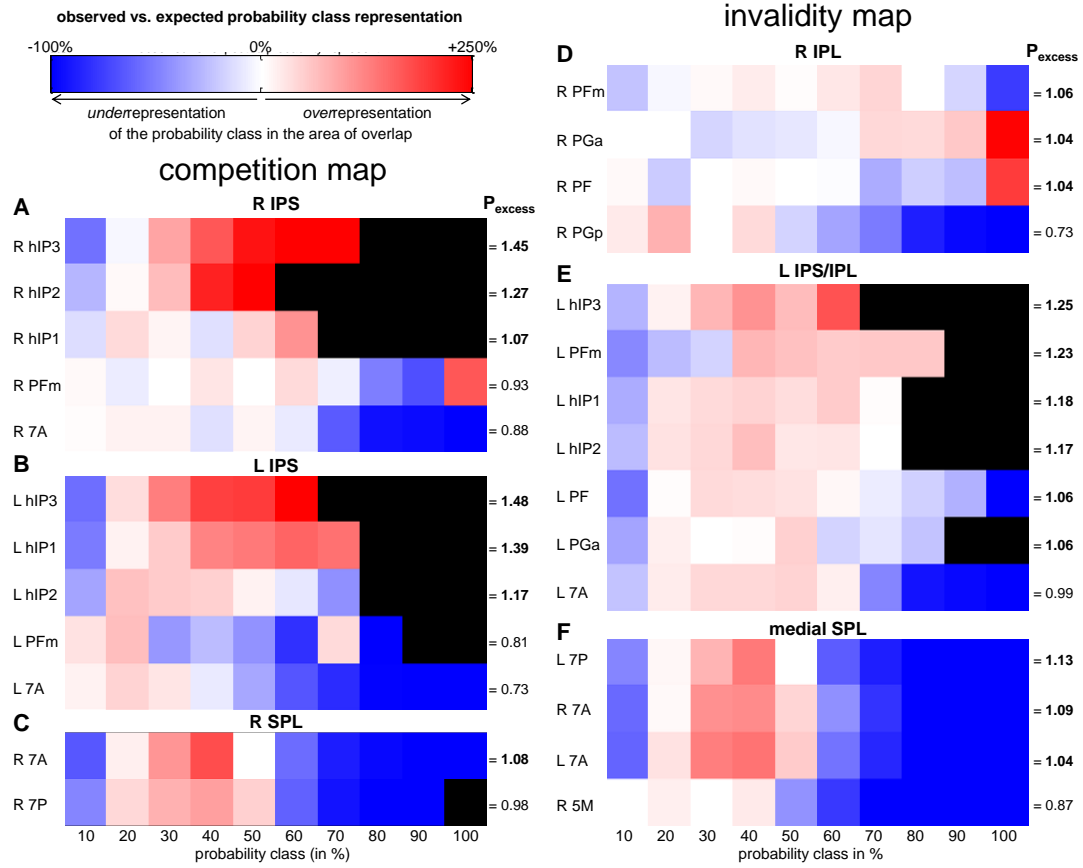 observed vs. expected probability class representation
-100% 0% +250%
underrepresentation overrepresentation
of the probability class in the area of overlap
competition map
A R IPS P excess
R hIP3 = 1.45
R hIP2 = 1.27
R hIP1 = 1.07
R PFm = 0.93
R 7A = 0.88
B L IPS
L hIP3 = 1.48
L hIP1 = 1.39
L hIP2 = 1.17
L PFm = 0.81
L 7A = 0.73
C R SPL
R 7A = 1.08
R 7P = 0.98
10 20 30 40 50 60 70 80 90 100
probability class (in %)
invalidity map
D R IPL P excess
R PFm = 1.06
R PGa = 1.04
R PF = 1.04
R PGp = 0.73
E L IPS/IPL
L hIP3 = 1.25
L PFm = 1.23
L hIP1 = 1.18
L hIP2 = 1.17
L PF = 1.06
L PGa = 1.06
L 7A = 0.99
F medial SPL
L 7P = 1.13
R 7A = 1.09
L 7A = 1.04
R 5M = 0.87
10 20 30 40 50 60 70 80 90 100
probability class in %